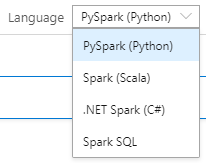 Language PySpark (Python)
PySpark (Python)
Spark (Scala)
.NET Spark (C#)
Spark SQL